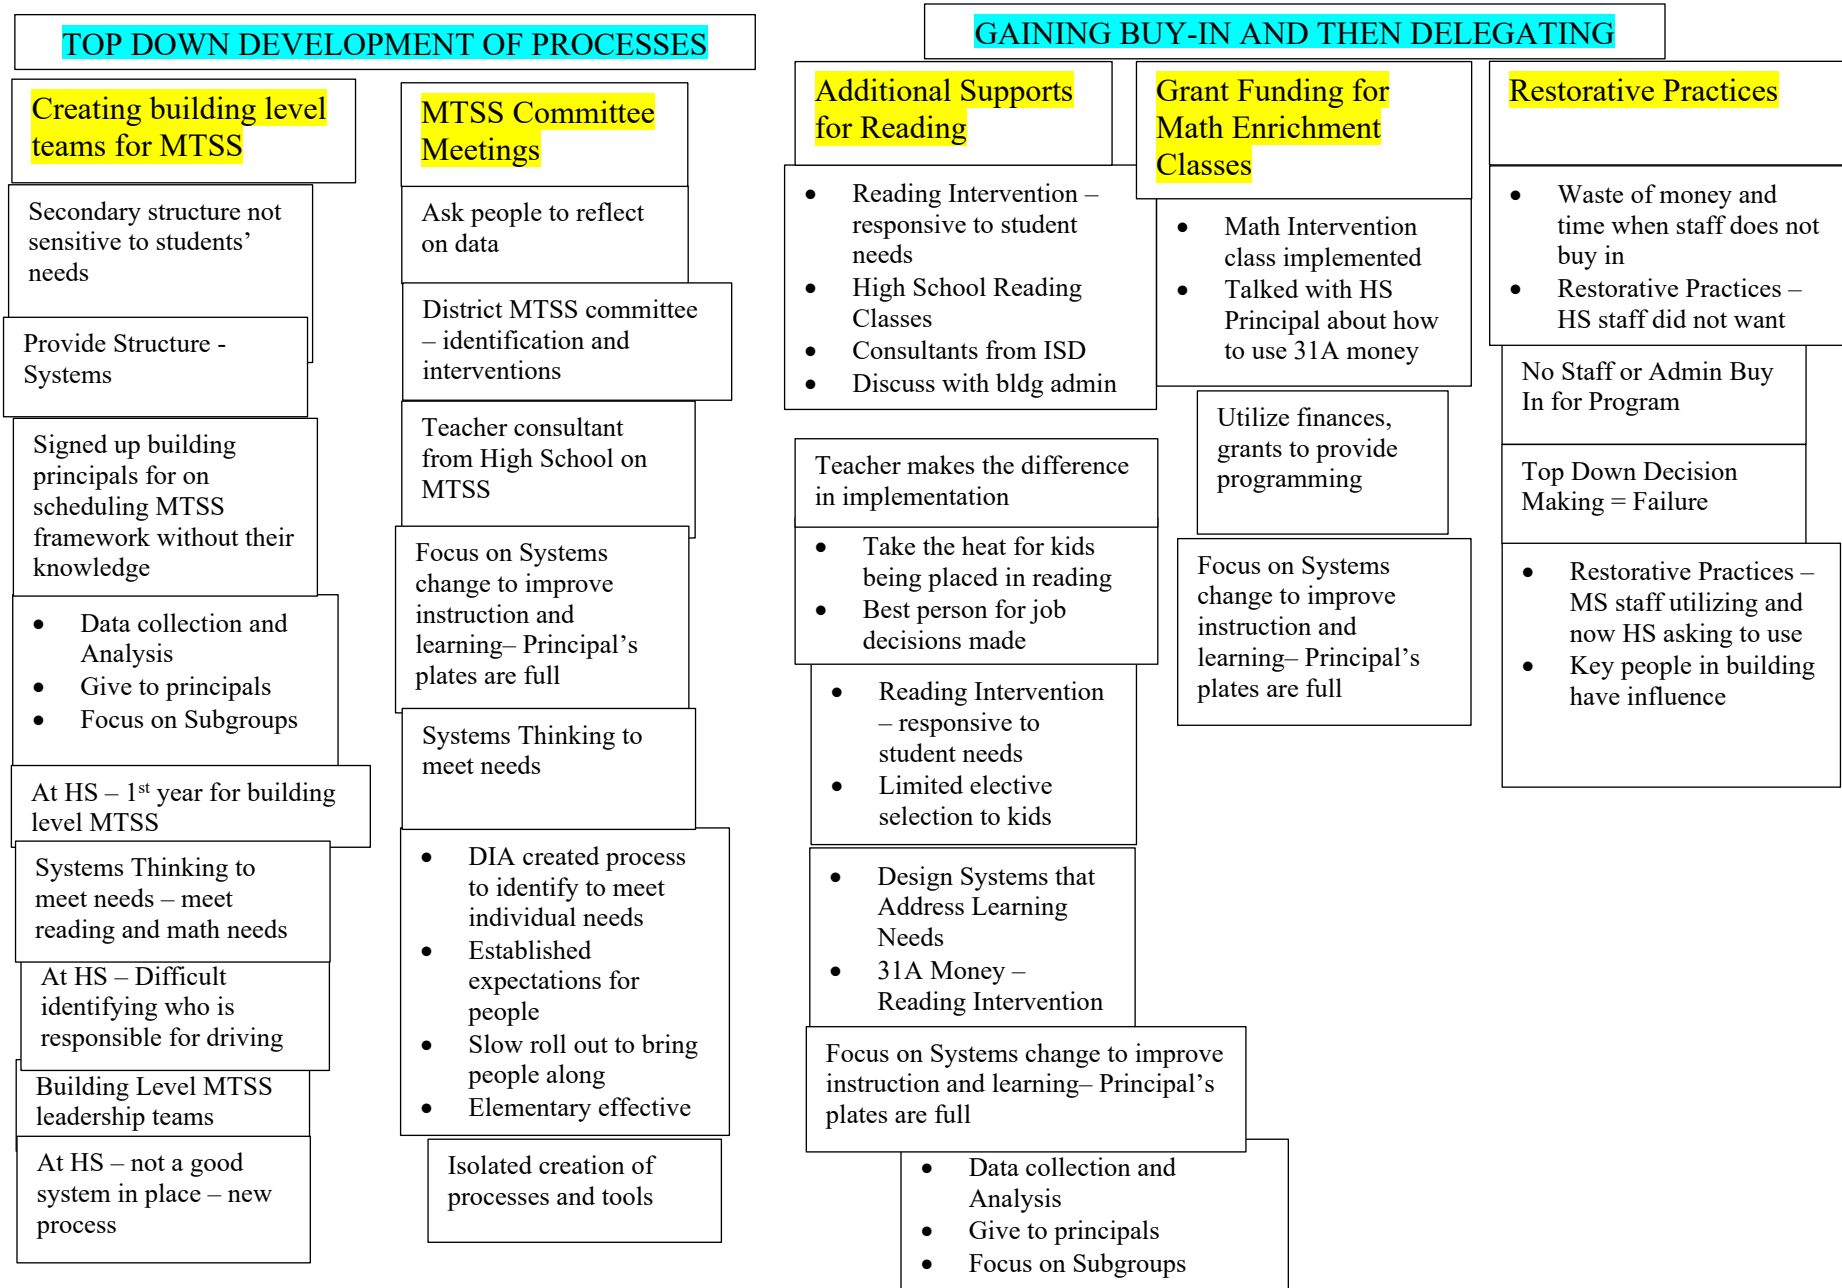 TOP DOWN DEVELOPMENT OF PROCESSES
Creating building level
teams for MTSS
Secondary structure not
sensitive to students’
needs
Provide Structure -
Systems
Signed up building
principals for on
scheduling MTSS
framework without their
knowledge
• Data collection and
Analysis
• Give to principals
• Focus on Subgroups
At HS – 1st year for building
level MTSS
Systems Thinking to
meet needs – meet
reading and math needs
At HS – Difficult
identifying who is
responsible for driving
Building Level MTSS
leadership teams
At HS – not a good
system in place – new
process
MTSS Committee
Meetings
Ask people to reflect
on data
District MTSS committee
– identification and
interventions
Teacher consultant
from High School on
MTSS
Focus on Systems
change to improve
instruction and
learning– Principal’s
plates are full
Systems Thinking to
meet needs
• DIA created process
to identify to meet
individual needs
• Established
expectations for
people
• Slow roll out to bring
people along
• Elementary effective
Isolated creation of
processes and tools
GAINING BUY-IN AND THEN DELEGATING
Additional Supports
for Reading
• Reading Intervention –
responsive to student
needs
• High School Reading
Classes
• Consultants from ISD
• Discuss with bldg admin
Teacher makes the difference
in implementation
• Take the heat for kids
being placed in reading
• Best person for job
decisions made
• Reading Intervention
– responsive to
student needs
• Limited elective
selection to kids
• Design Systems that
Address Learning
Needs
• 31A Money –
Reading Intervention
Focus on Systems change to improve
instruction and learning– Principal’s
plates are full
• Data collection and
Analysis
• Give to principals
• Focus on Subgroups
Grant Funding for
Math Enrichment
Classes
• Math Intervention
class implemented
• Talked with HS
Principal about how
to use 31A money
Utilize finances,
grants to provide
programming
Focus on Systems
change to improve
instruction and
learning– Principal’s
plates are full
Restorative Practices
• Waste of money and
time when staff does not
buy in
• Restorative Practices –
HS staff did not want
No Staff or Admin Buy
In for Program
Top Down Decision
Making = Failure
• Restorative Practices –
MS staff utilizing and
now HS asking to use
• Key people in building
have influence